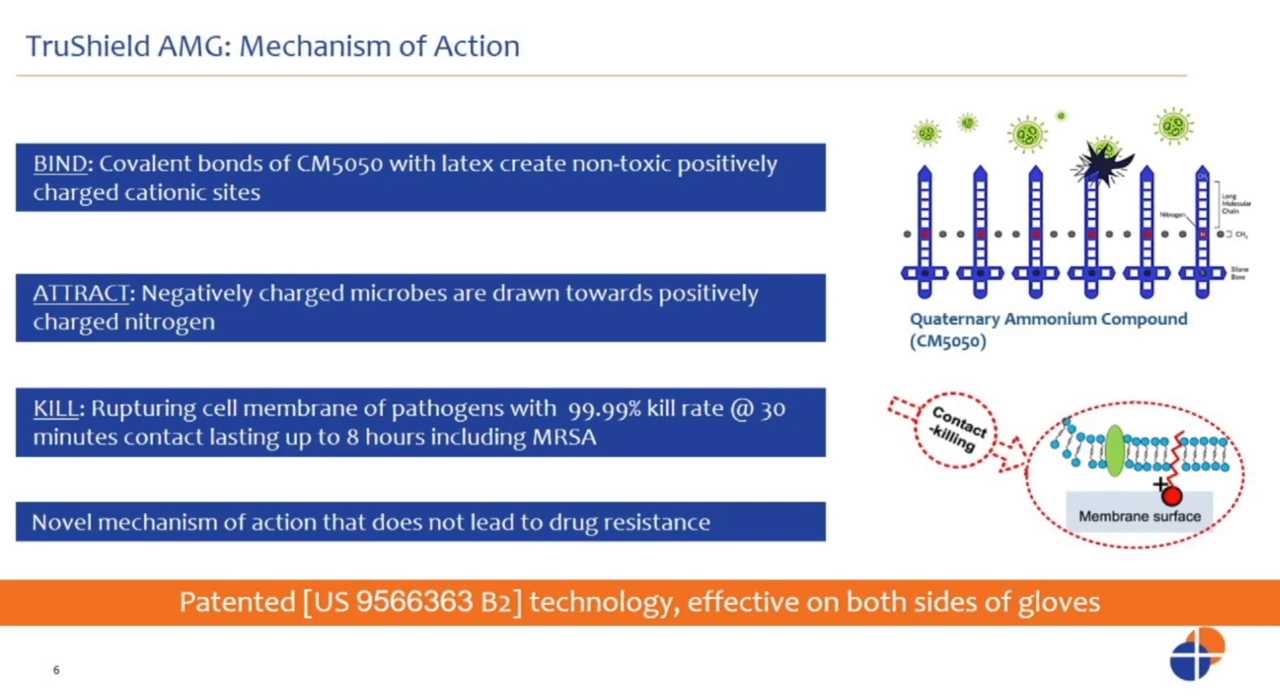 TruShield AMG: Mechanism of Action
BIND: Covalent bonds of CM5050 with latex create non-toxic positively
charged cationic sites
ATTRACT: Negatively charged microbes are drawn towards positively
charged nitrogen
KILL: Rupturing cell membrane of pathogens with 99.99% kill rate @ 30
minutes contact lasting up to 8 hours including MRSA
Novel mechanism of action that does not lead to drug resistance
Long
Molecular
Chain
Nitrogen
CH₃
Silane
Base
Quaternary Ammonium Compound
(CM5050)
Contact
-killing
+
Membrane surface
Patented [US 9566363 B2] technology, effective on both sides of gloves
6